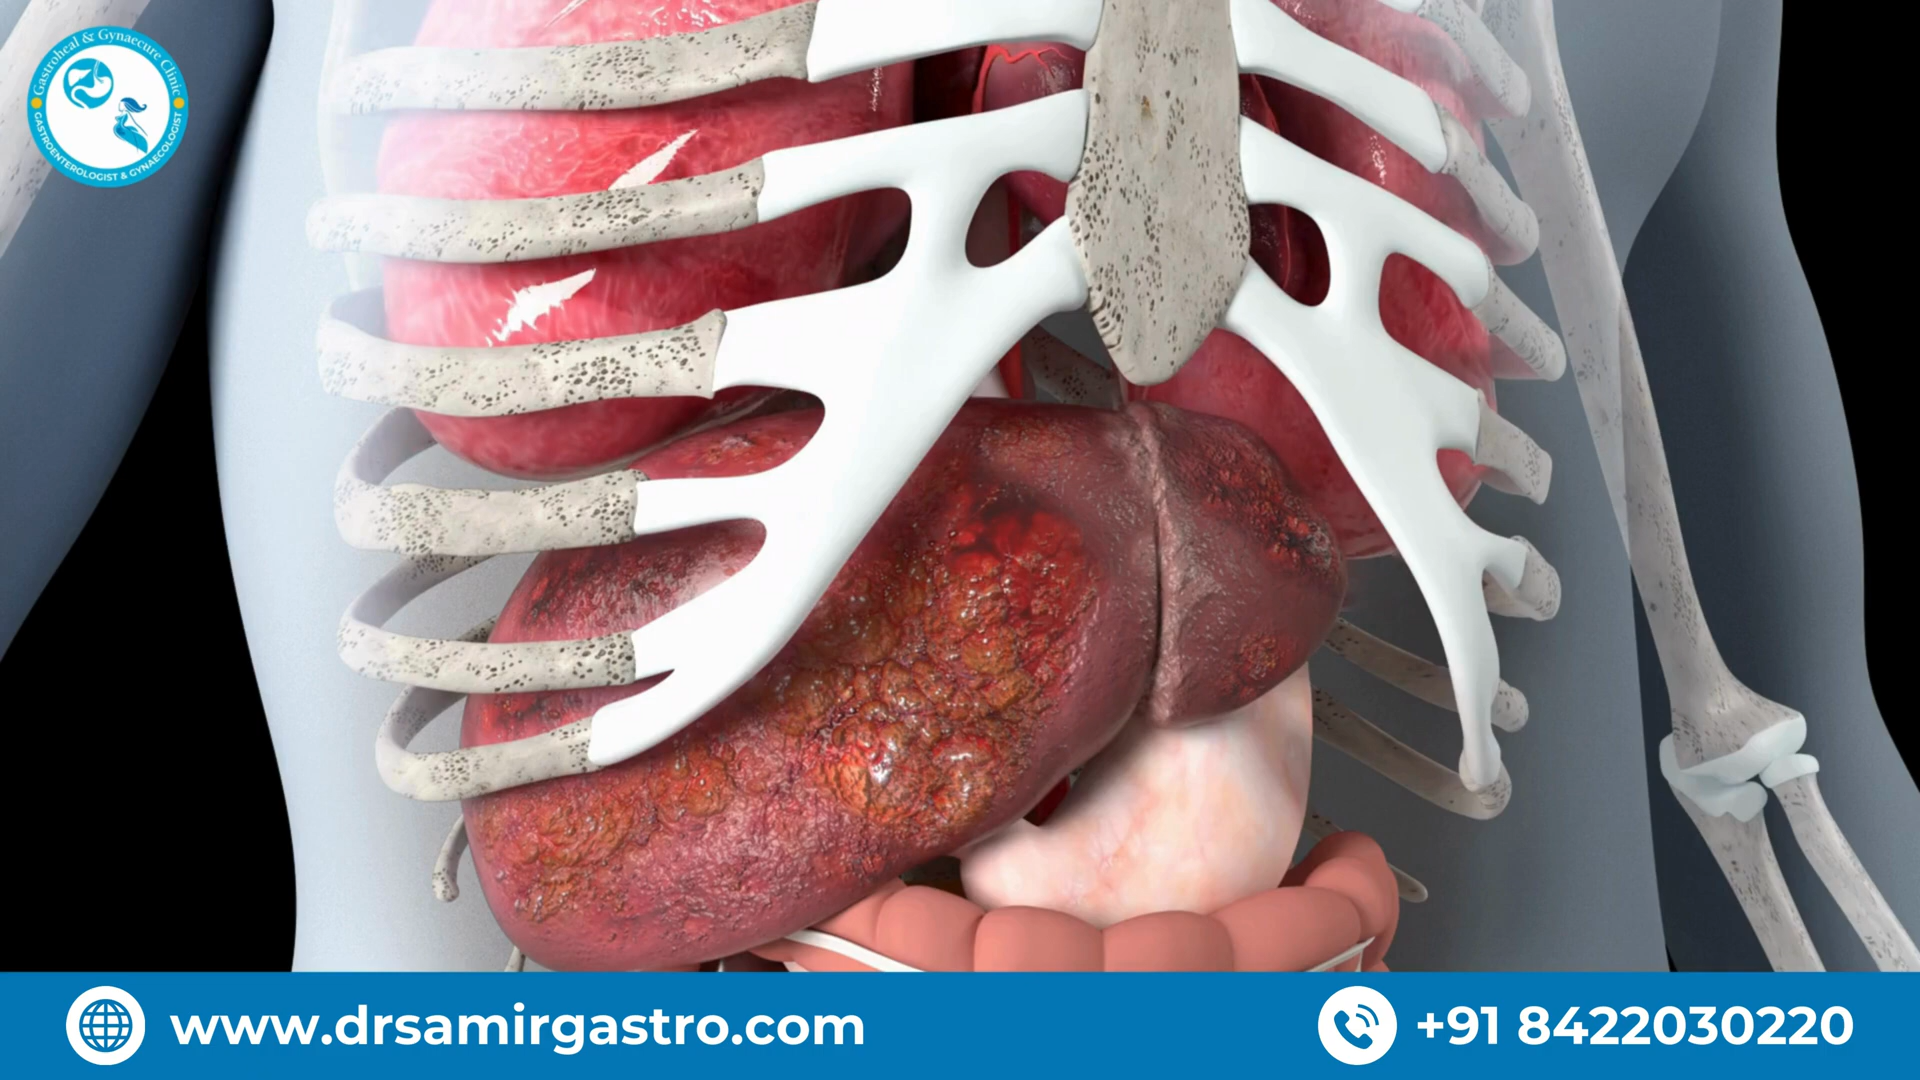 Gastroheal & Gynaecure Clinic
GASTROENTEROLOGIST & GYNAECOLOGIST
www.drsamirgastro.com
+91 8422030220